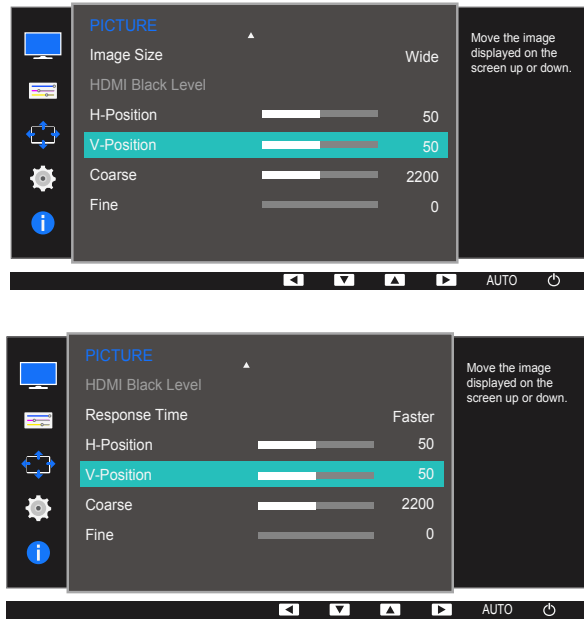 PICTURE
Image Size Wide
HDMI Black Level
H-Position 50
V-Position 50
Coarse 2200
Fine 0
Move the image
displayed on the
screen up or down.
AUTO
PICTURE
HDMI Black Level
Response Time Faster
H-Position 50
V-Position 50
Coarse 2200
Fine 0
Move the image
displayed on the
screen up or down.
AUTO